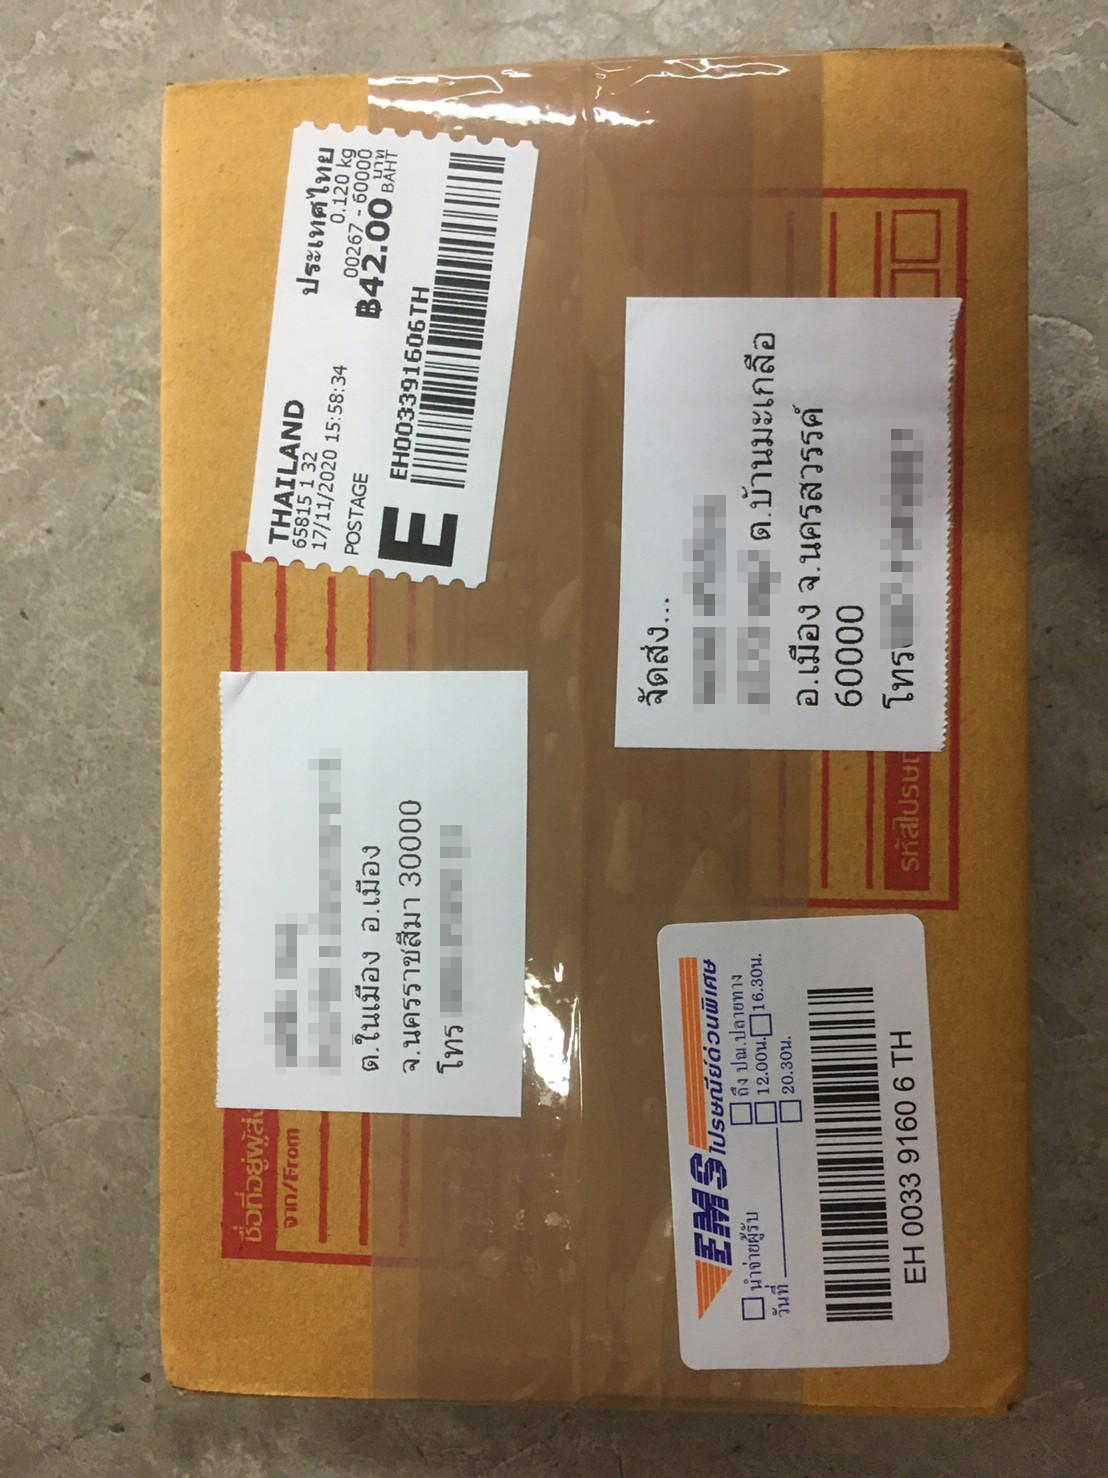 THAILAND ประเทศไทย
65815 1 32 0.120 kg
17/11/2020 15:58:34 00267 - 60000
POSTAGE ฿42.00 บาท BAHT
E EH003391606TH
ต.ในเมือง อ.เมือง
จ.นครราชสีมา 30000
โทร
ชื่อที่อยู่ผู้ส่ง
จาก/From
จัดส่ง...
ต.บ้านมะเกลือ
อ.เมือง จ.นครสวรรค์
60000
โทร
รหัสไปรษณ
EMS ไปรษณีย์ด่วนพิเศษ
นำจ่ายผู้รับ ถึง ปณ.ปลายทาง
วันที่ 12.00น. 16.30น.
20.30น.
EH 0033 9160 6 TH